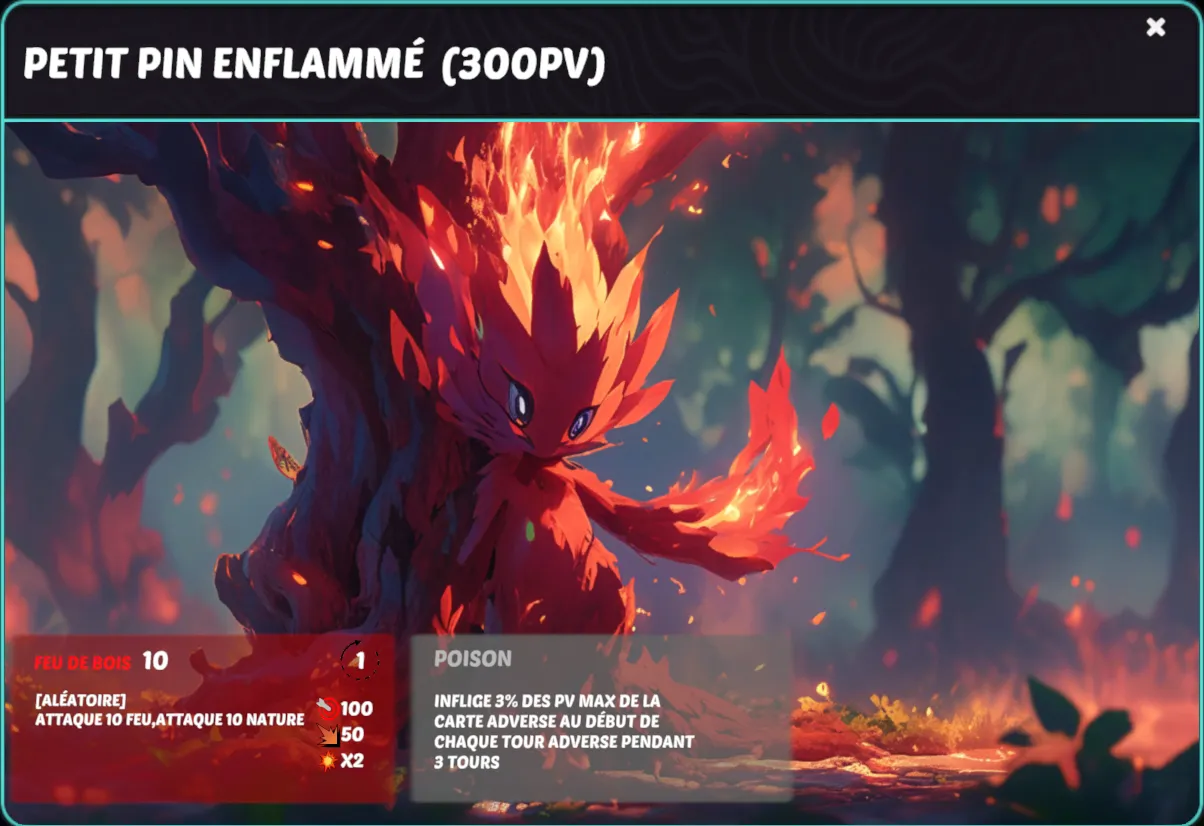 PETIT PIN ENFLAMMÉ (300PV)
FEU DE BOIS 10
1
[ALÉATOIRE]
ATTAQUE 10 FEU,ATTAQUE 10 NATURE
100
50
X2
POISON
INFLIGE 3% DES PV MAX DE LA
CARTE ADVERSE AU DÉBUT DE
CHAQUE TOUR ADVERSE PENDANT
3 TOURS